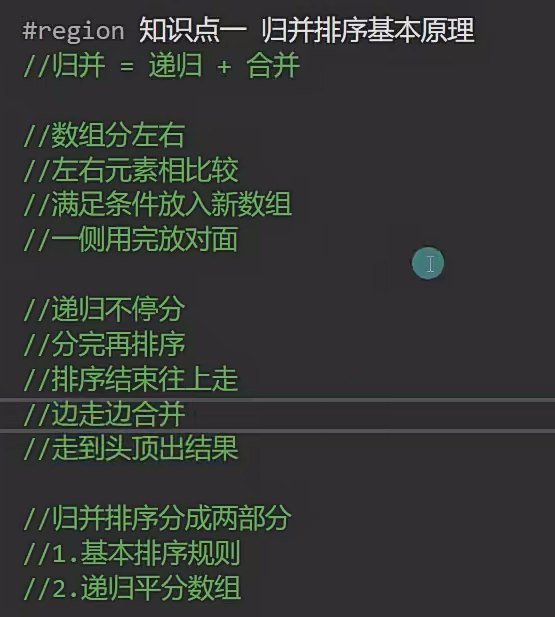 #region 知识点一 归并排序基本原理
//归并 = 递归 + 合并
//数组分左右
//左右元素相比较
//满足条件放入新数组
//一侧用完放对面
//递归不停分
//分完再排序
//排序结束往上走
//边走边合并
//走到头顶出结果
//归并排序分成两部分
//1.基本排序规则
//2.递归平分数组